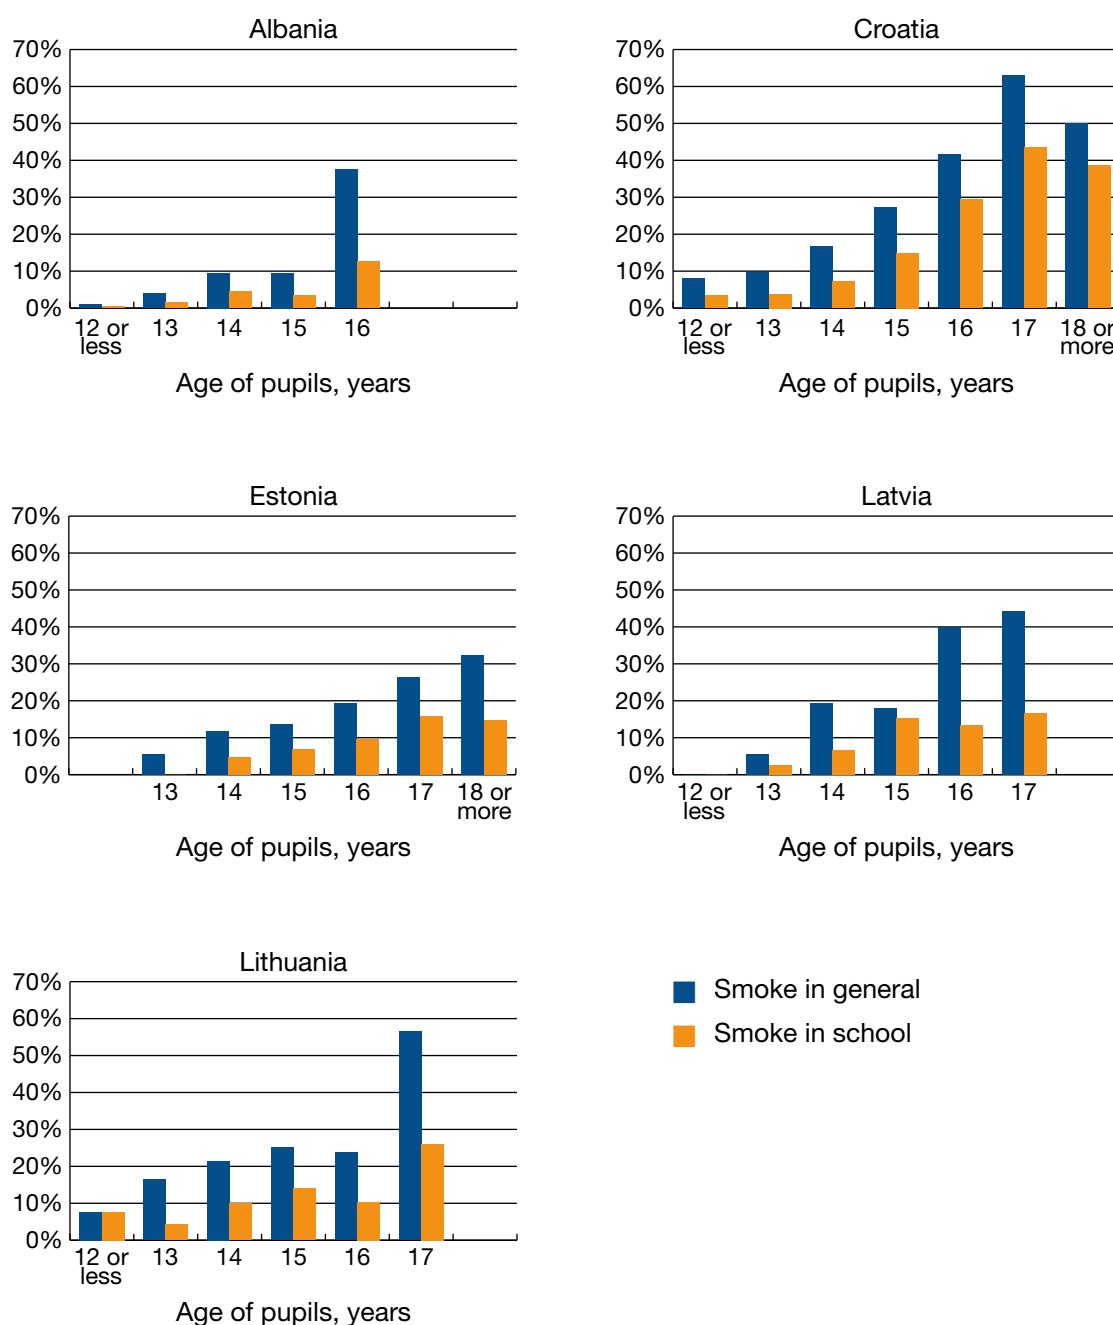 Albania
70%
60%
50%
40%
30%
20%
10%
0%
12 or less 13 14 15 16
Age of pupils, years
Croatia
70%
60%
50%
40%
30%
20%
10%
0%
12 or less 13 14 15 16 17 18 or more
Age of pupils, years
Estonia
70%
60%
50%
40%
30%
20%
10%
0%
13 14 15 16 17 18 or more
Age of pupils, years
Latvia
70%
60%
50%
40%
30%
20%
10%
0%
12 or less 13 14 15 16 17
Age of pupils, years
Lithuania
70%
60%
50%
40%
30%
20%
10%
0%
12 or less 13 14 15 16 17
Age of pupils, years
Smoke in general
Smoke in school